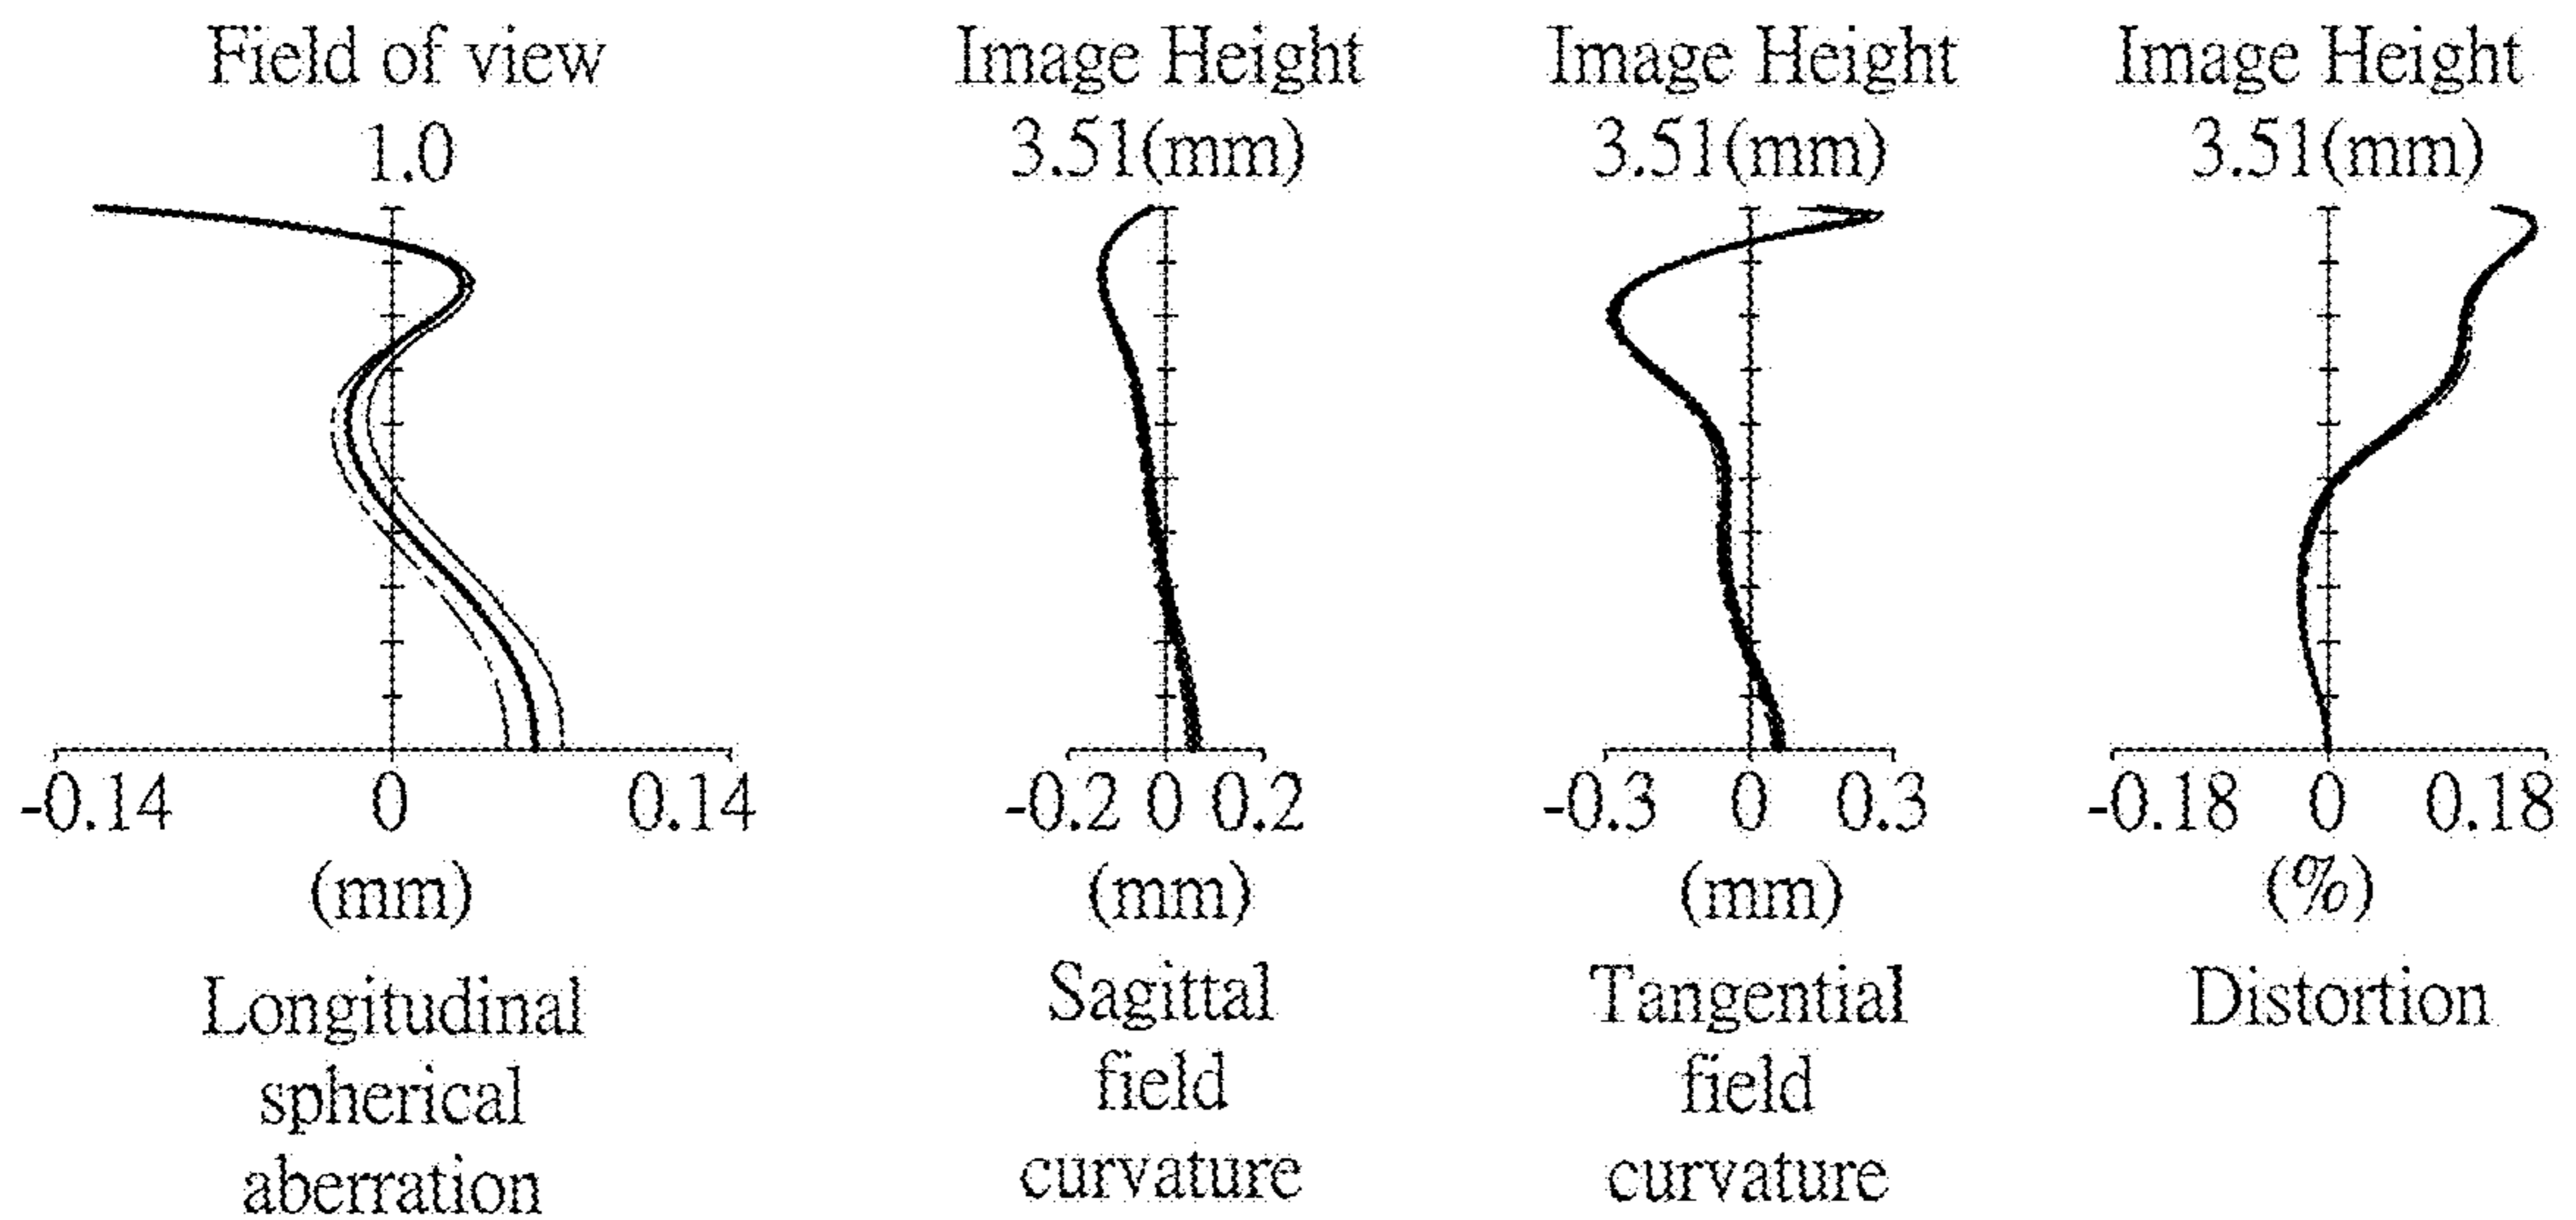 Field of view
1.0
-0.14 0 0.14
(mm)
Longitudinal
spherical
aberration
Image Height
3.51(mm)
-0.2 0 0.2
(mm)
Sagittal
field
curvature
Image Height
3.51(mm)
-0.3 0 0.3
(mm)
Tangential
field
curvature
Image Height
3.51(mm)
-0.18 0 0.18
(%)
Distortion